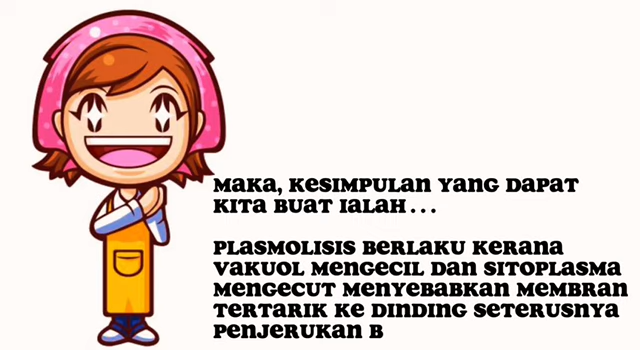 Maka, kesimpulan yang dapat
kita buat ialah...
Plasmolisis berlaku kerana
vakuol mengecil dan sitoplasma
mengecut menyebabkan membran
tertarik ke dinding seterusnya
penjerukan B